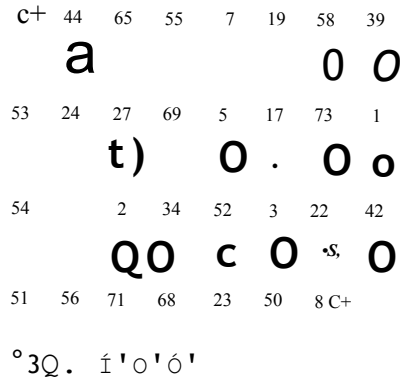 c+ 44 65 55 7 19 58 39
a 0 O
53 24 27 69 5 17 73 1
t) O . O o
54 2 34 52 3 22 42
QO c O •s, O
51 56 71 68 23 50 8 C+
°3Q. Í'O'Ó'